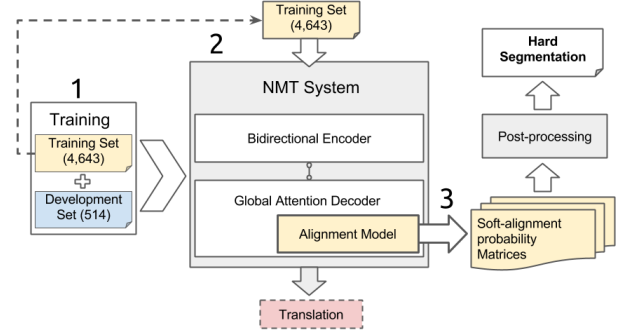 Training Set
(4,643)
2
1
Hard
Segmentation
NMT System
Training
Training Set
(4,643)
Bidirectional Encoder
Post-processing
Development
Set (514)
Global Attention Decoder
3
Alignment Model
Soft-alignment
probability
Matrices
Translation